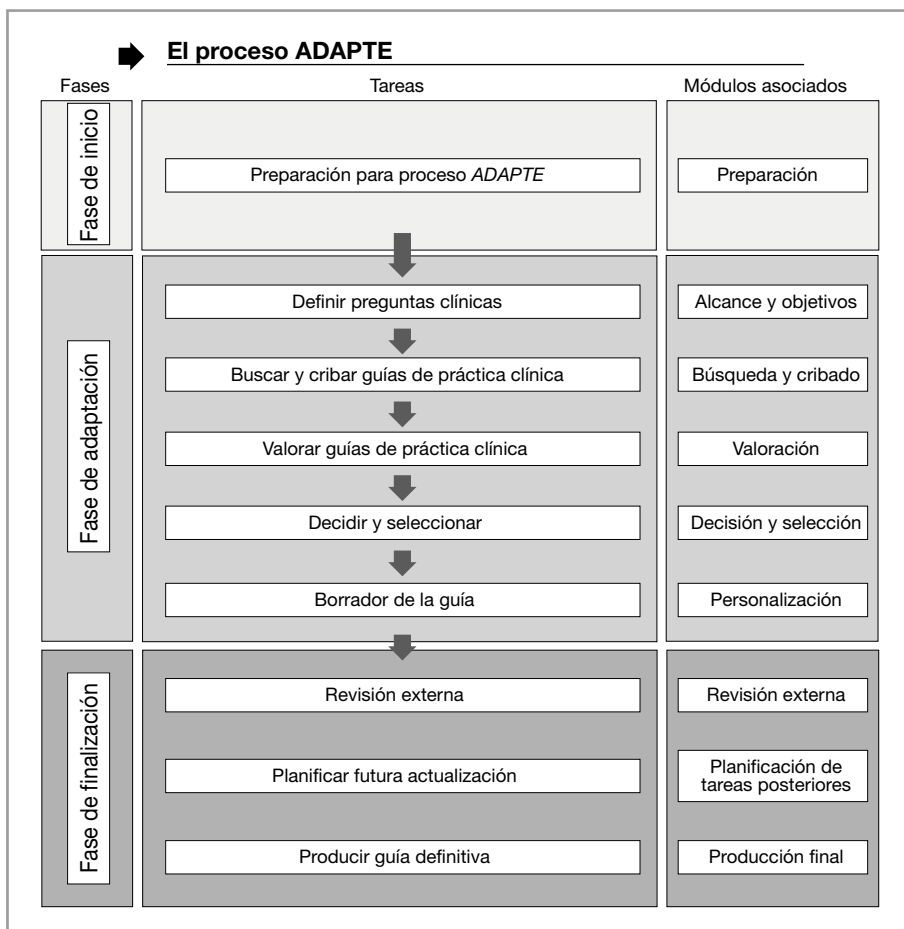 El proceso ADAPTE
Fases
Tareas
Módulos asociados
Fase de inicio
Preparación para proceso ADAPTE
Preparación
Fase de adaptación
Definir preguntas clínicas
Alcance y objetivos
Buscar y cribar guías de práctica clínica
Búsqueda y cribado
Valorar guías de práctica clínica
Valoración
Decidir y seleccionar
Decisión y selección
Borrador de la guía
Personalización
Fase de finalización
Revisión externa
Revisión externa
Planificar futura actualización
Planificación de
tareas posteriores
Producir guía definitiva
Producción final